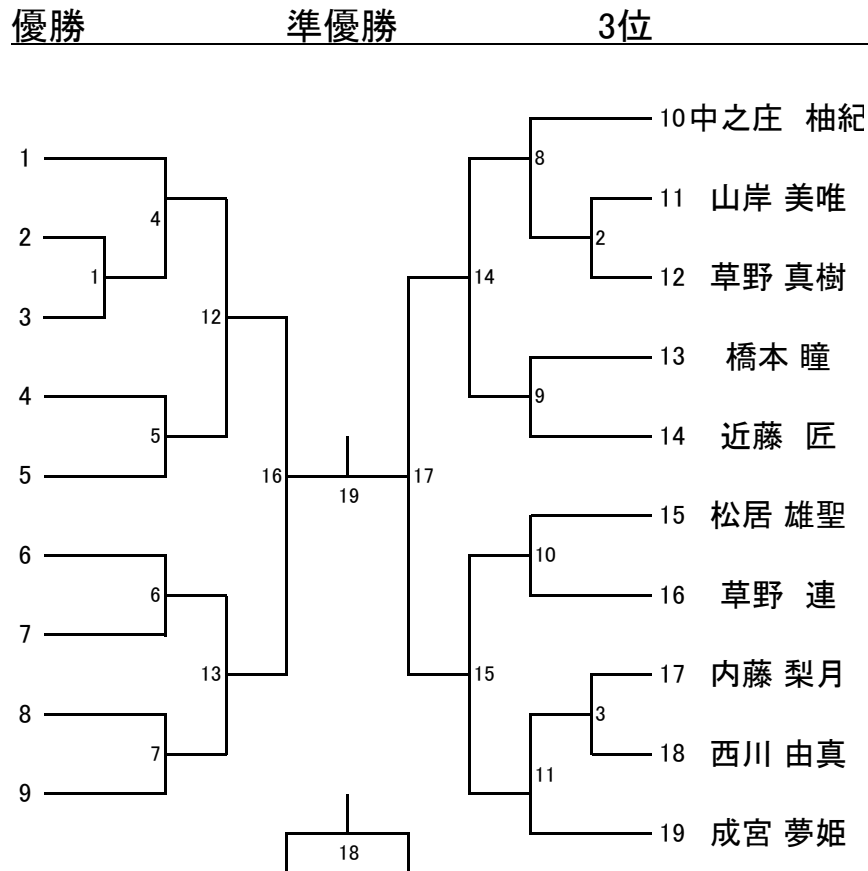 優勝 準優勝 3位
10 中之庄 柚紀
1
8
11 山岸 美唯
4
2
2
1
12 草野 真樹
14
3
12
13 橋本 瞳
4
9
5
14 近藤 匠
5
16
19
17
15 松居 雄聖
6
10
6
16 草野 連
7
13
15
17 内藤 梨月
8
3
7
18 西川 由真
11
9
19 成宮 夢姫
18